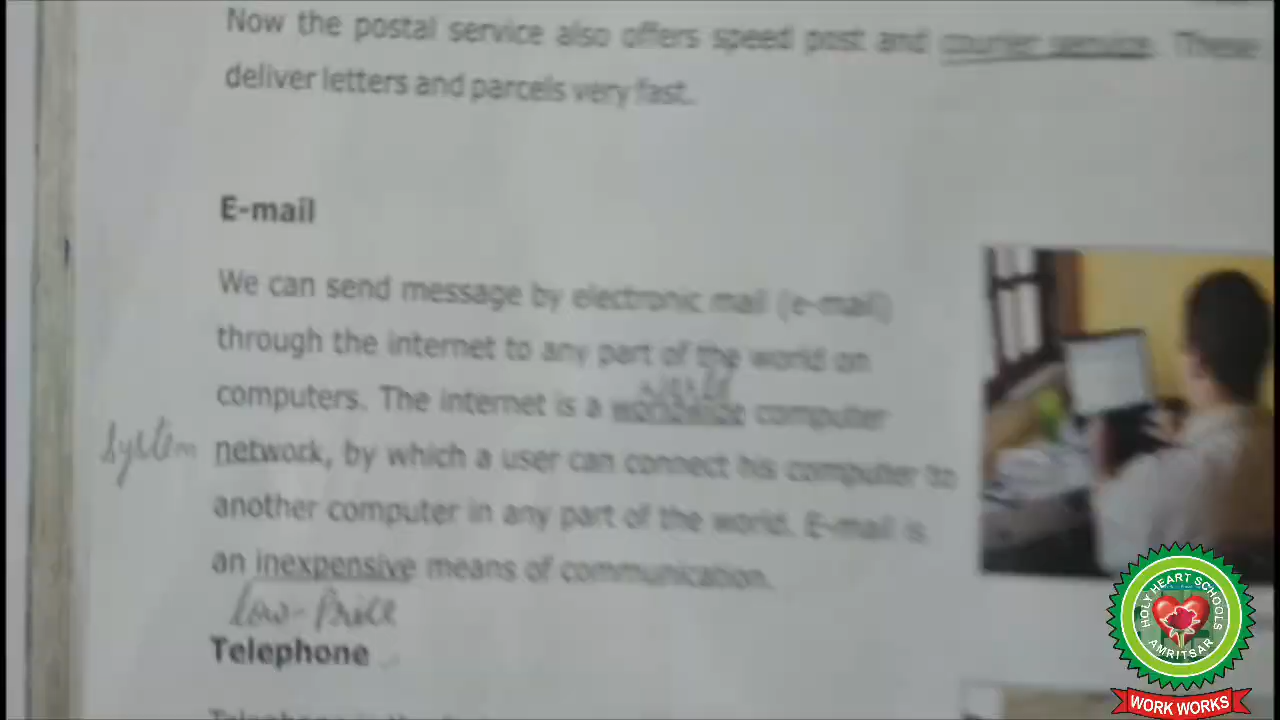 Now the postal service also offers speed post and courier service. These
deliver letters and parcels very fast.
E-mail
We can send message by electronic mail (e-mail)
through the internet to any part of the world on
computers. The internet is a worldwide computer
System network, by which a user can connect his computer to
another computer in any part of the world. E-mail is
an inexpensive means of communication.
Low-Price
Telephone
HOLY HEART SCHOOLS
AMRITSAR
WORK WORKS